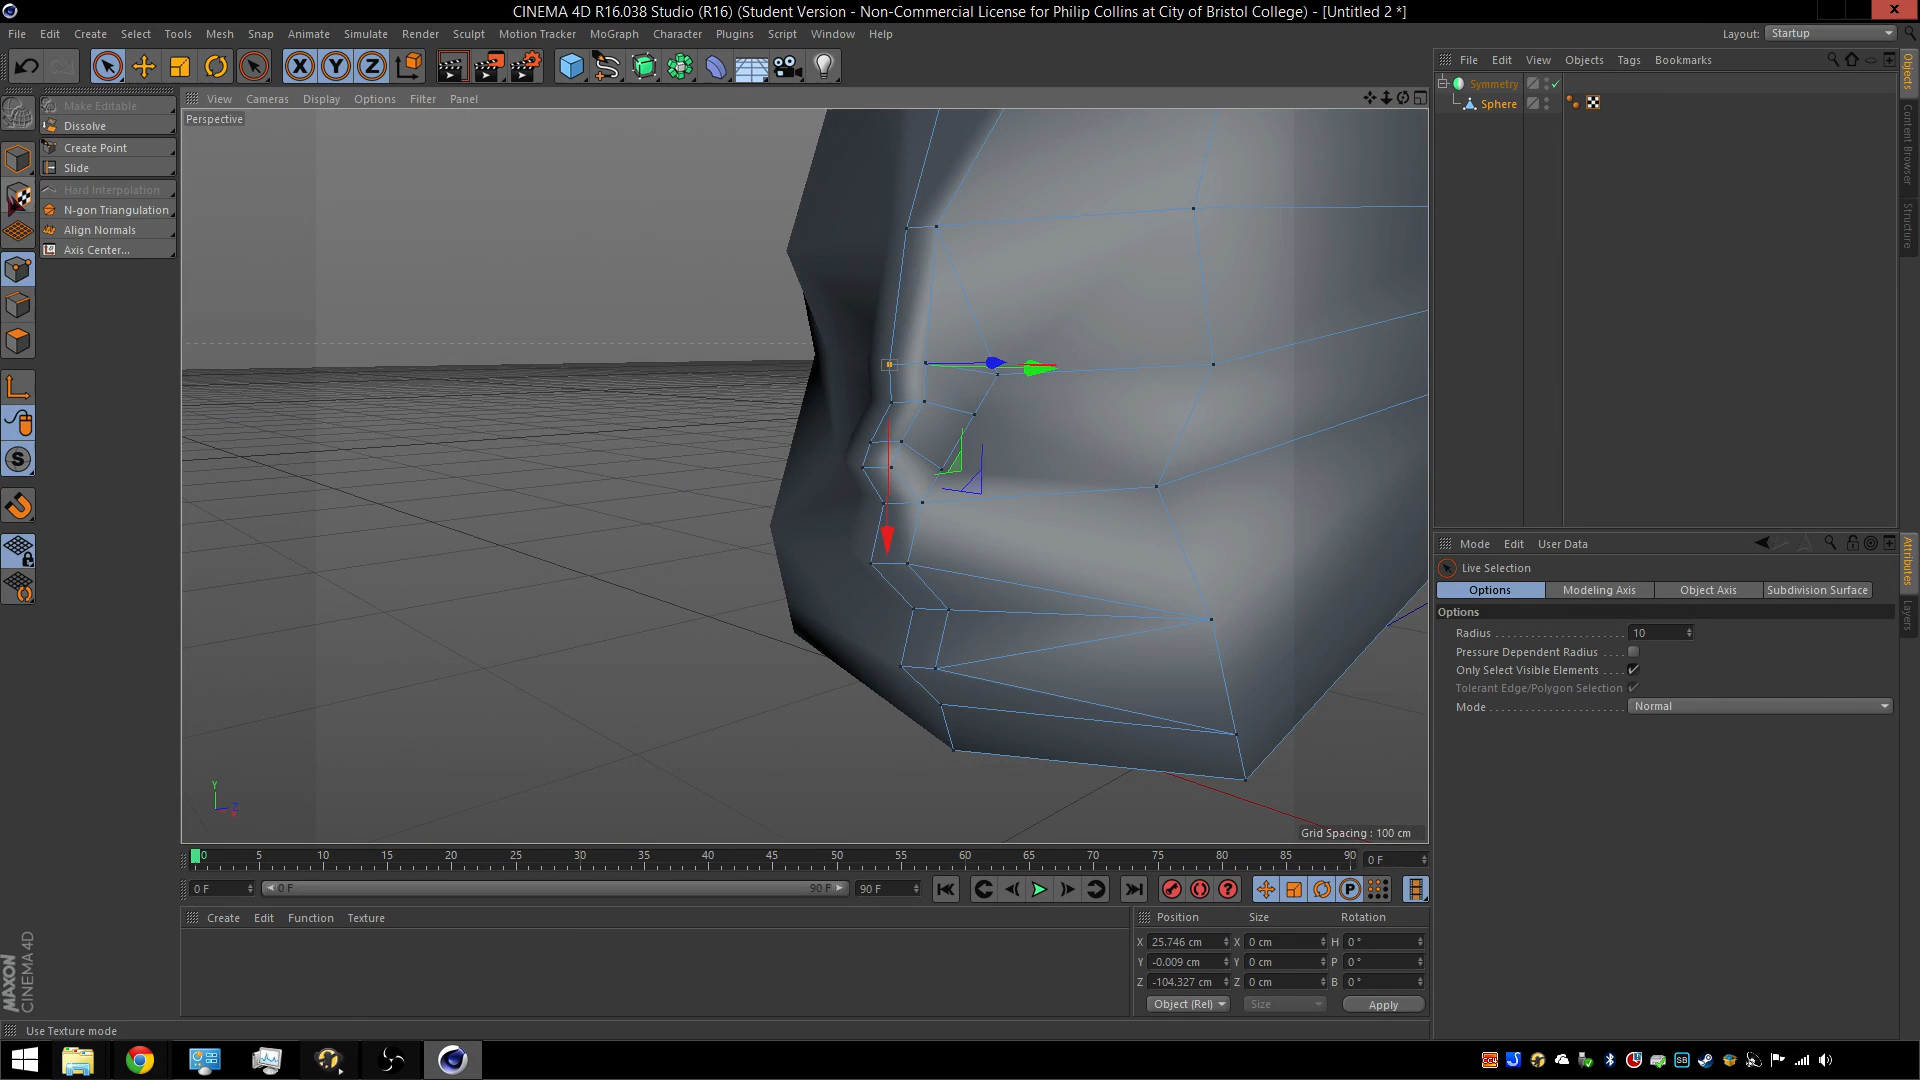 CINEMA 4D R16.038 Studio (R16) (Student Version - Non-Commercial License for Philip Collins at City of Bristol College) - [Untitled 2 *]
File Edit Create Select Tools Mesh Snap Animate Simulate Render Sculpt Motion Tracker MoGraph Character Plugins Script Window Help
Layout: Startup
File Edit View Objects Tags Bookmarks
Make Editable
Dissolve
Create Point
Slide
Hard Interpolation
N-gon Triangulation
Align Normals
Axis Center...
View Cameras Display Options Filter Panel
Perspective
Symmetry
Sphere
Objects
Content Browser
Structure
Mode Edit User Data
Live Selection
Options Modeling Axis Object Axis Subdivision Surface
Options
Radius 10
Pressure Dependent Radius
Only Select Visible Elements
Tolerant Edge/Polygon Selection
Mode Normal
Attributes
Layers
Y
Z
X
Grid Spacing : 100 cm
0 5 10 15 20 25 30 35 40 45 50 55 60 65 70 75 80 85 90
0 F
0 F 0 F 90 F 90 F
Create Edit Function Texture
Position Size Rotation
X 25.746 cm X 0 cm H 0 °
Y -0.009 cm Y 0 cm P 0 °
Z -104.327 cm Z 0 cm B 0 °
Object (Rel) Size Apply
MAXON
CINEMA 4D
Use Texture mode